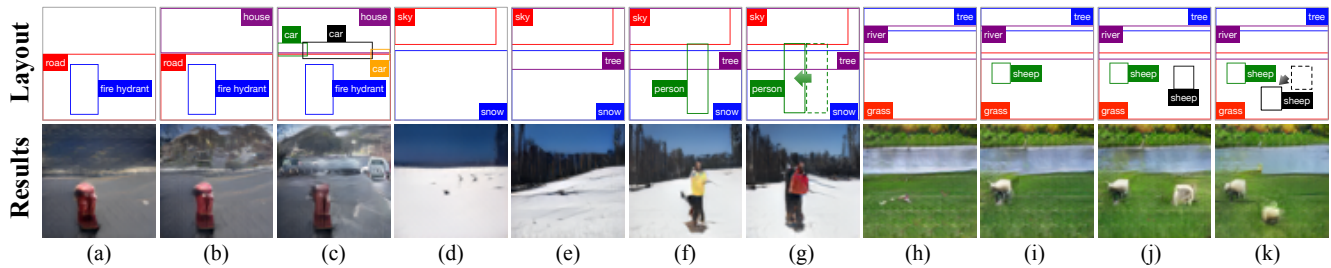 Layout
road
fire hydrant
house
road
fire hydrant
house
car
car
car
fire hydrant
sky
snow
sky
tree
snow
sky
tree
person
snow
sky
tree
person
snow
tree
river
grass
tree
river
sheep
grass
tree
river
sheep
sheep
grass
tree
river
sheep
sheep
grass
Results
(a) (b) (c) (d) (e) (f) (g) (h) (i) (j) (k)